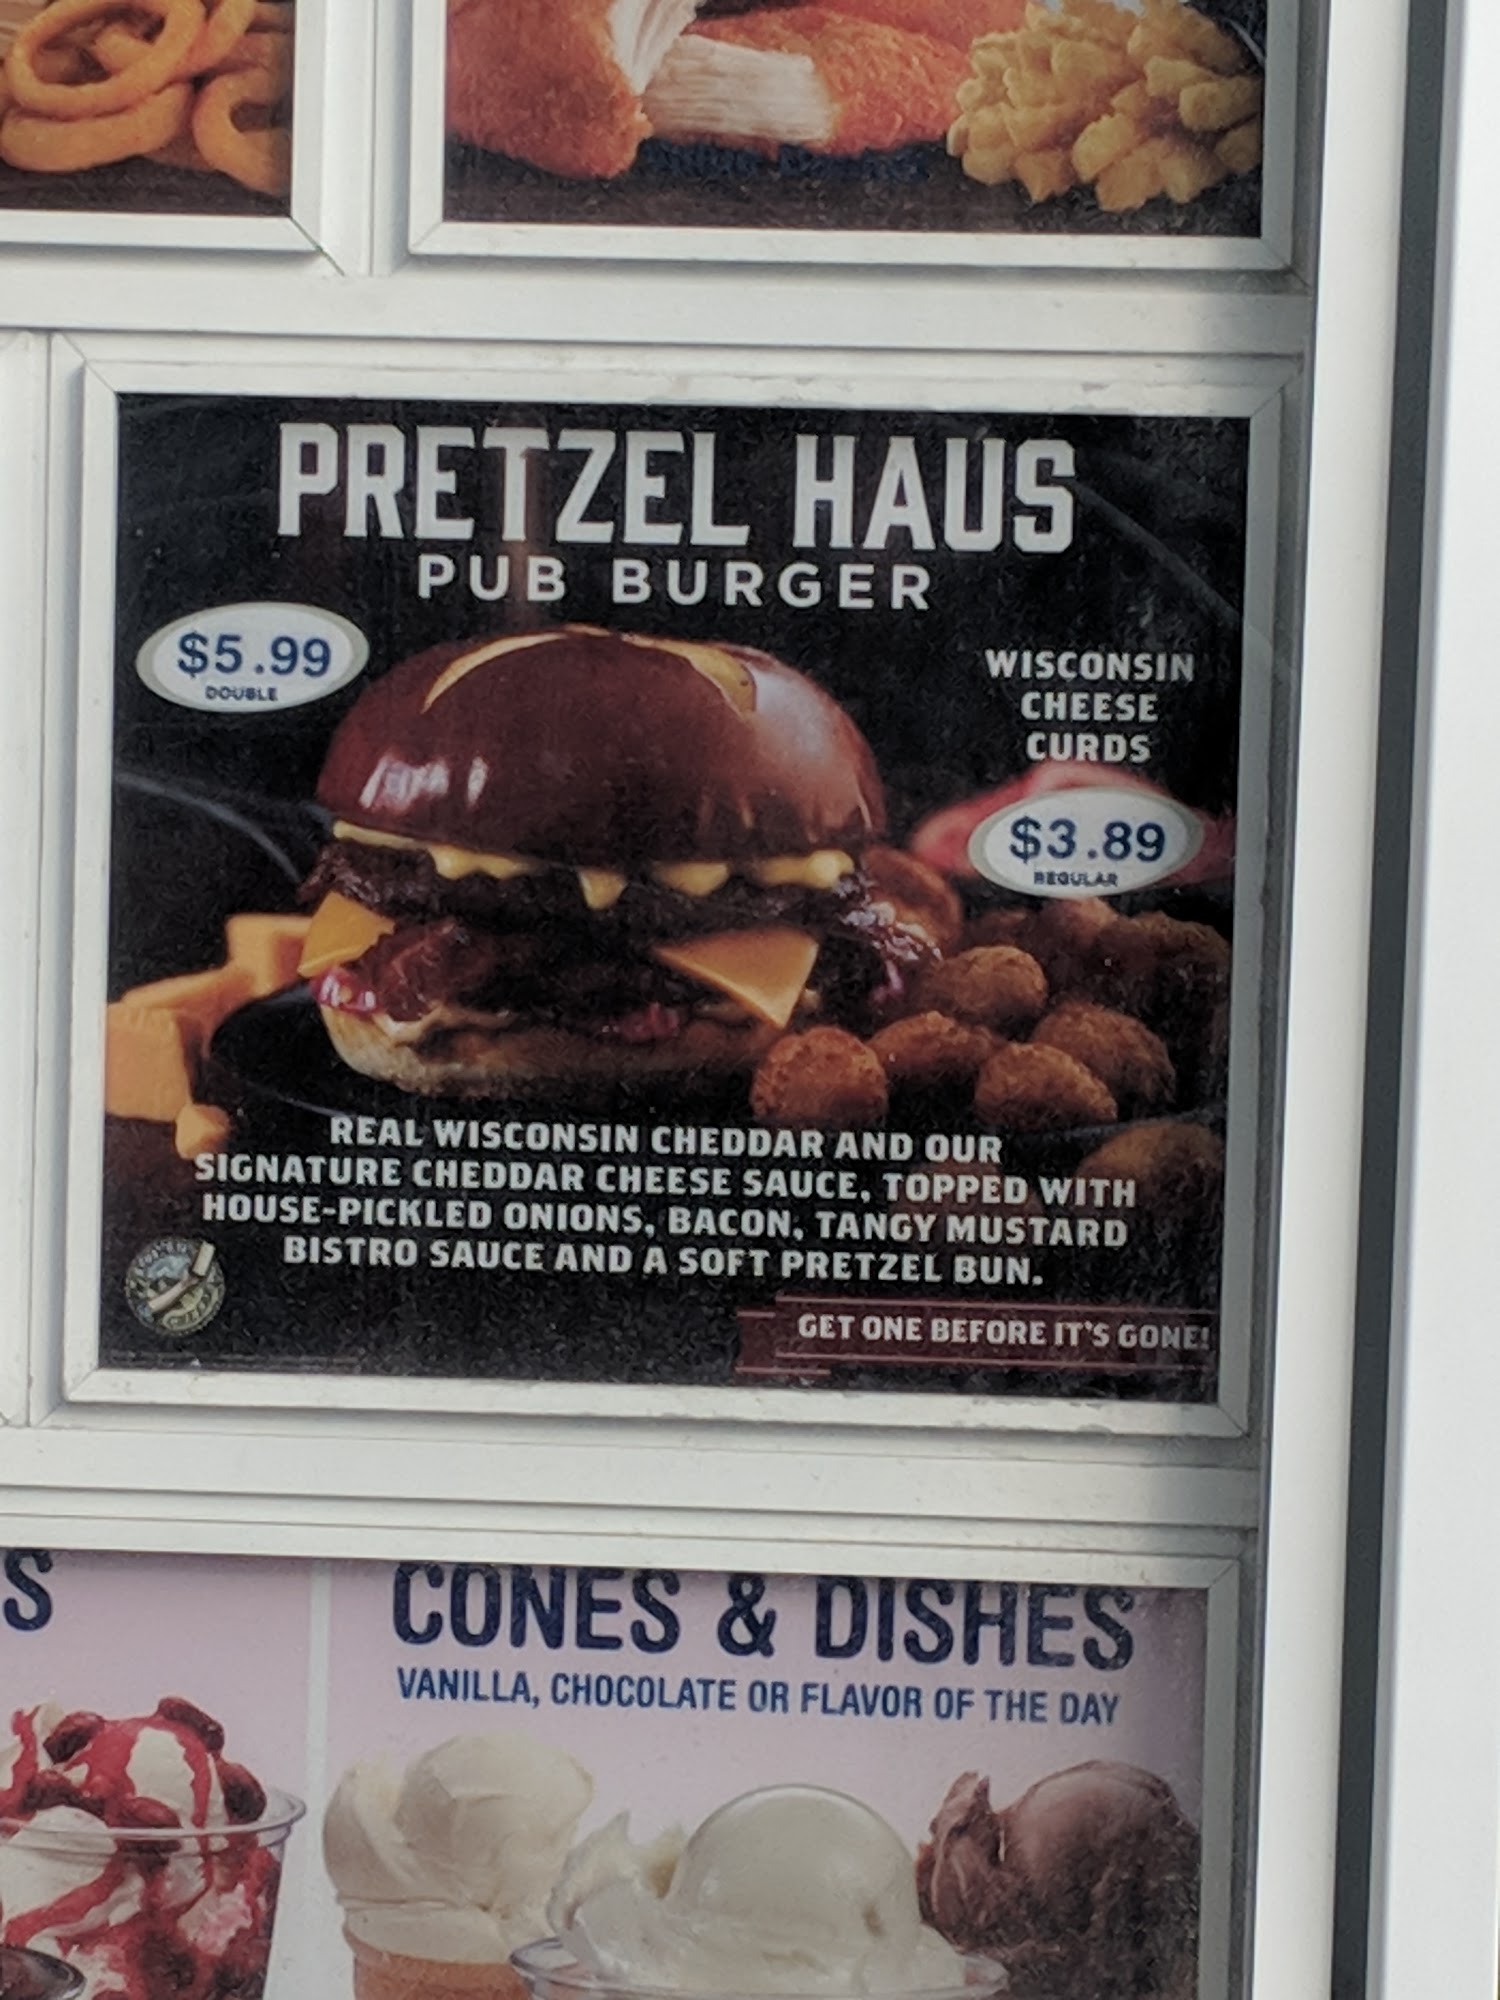 PRETZEL HAUS
PUB BURGER
$5.99
DOUBLE
WISCONSIN
CHEESE
CURDS
$3.89
REGULAR
REAL WISCONSIN CHEDDAR AND OUR
SIGNATURE CHEDDAR CHEESE SAUCE, TOPPED WITH
HOUSE-PICKLED ONIONS, BACON, TANGY MUSTARD
BISTRO SAUCE AND A SOFT PRETZEL BUN.
GET ONE BEFORE IT'S GONE!
S
CONES & DISHES
VANILLA, CHOCOLATE OR FLAVOR OF THE DAY